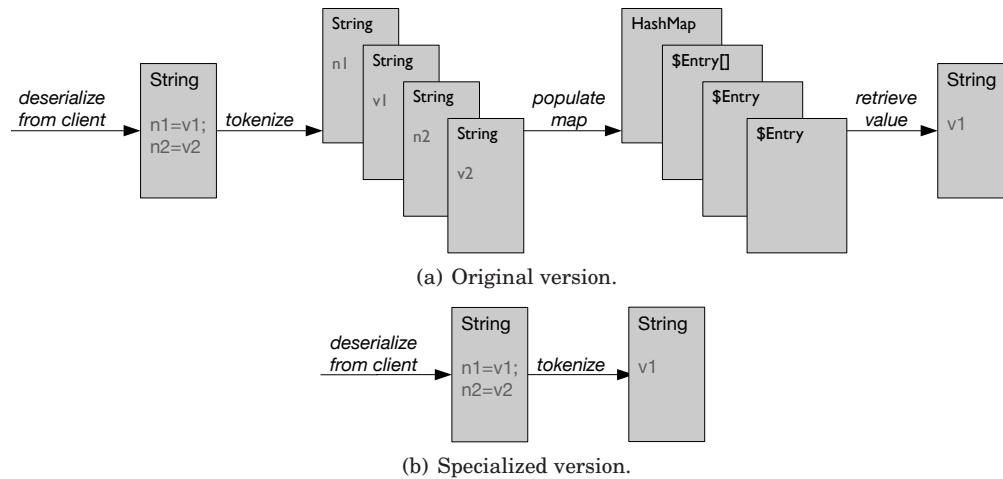 deserialize
from client
String
n1=v1;
n2=v2
tokenize
String
n1
String
v1
String
n2
String
v2
populate
map
HashMap
$Entry[]
$Entry
$Entry
retrieve
value
String
v1
(a) Original version.
deserialize
from client
String
n1=v1;
n2=v2
tokenize
String
v1
(b) Specialized version.